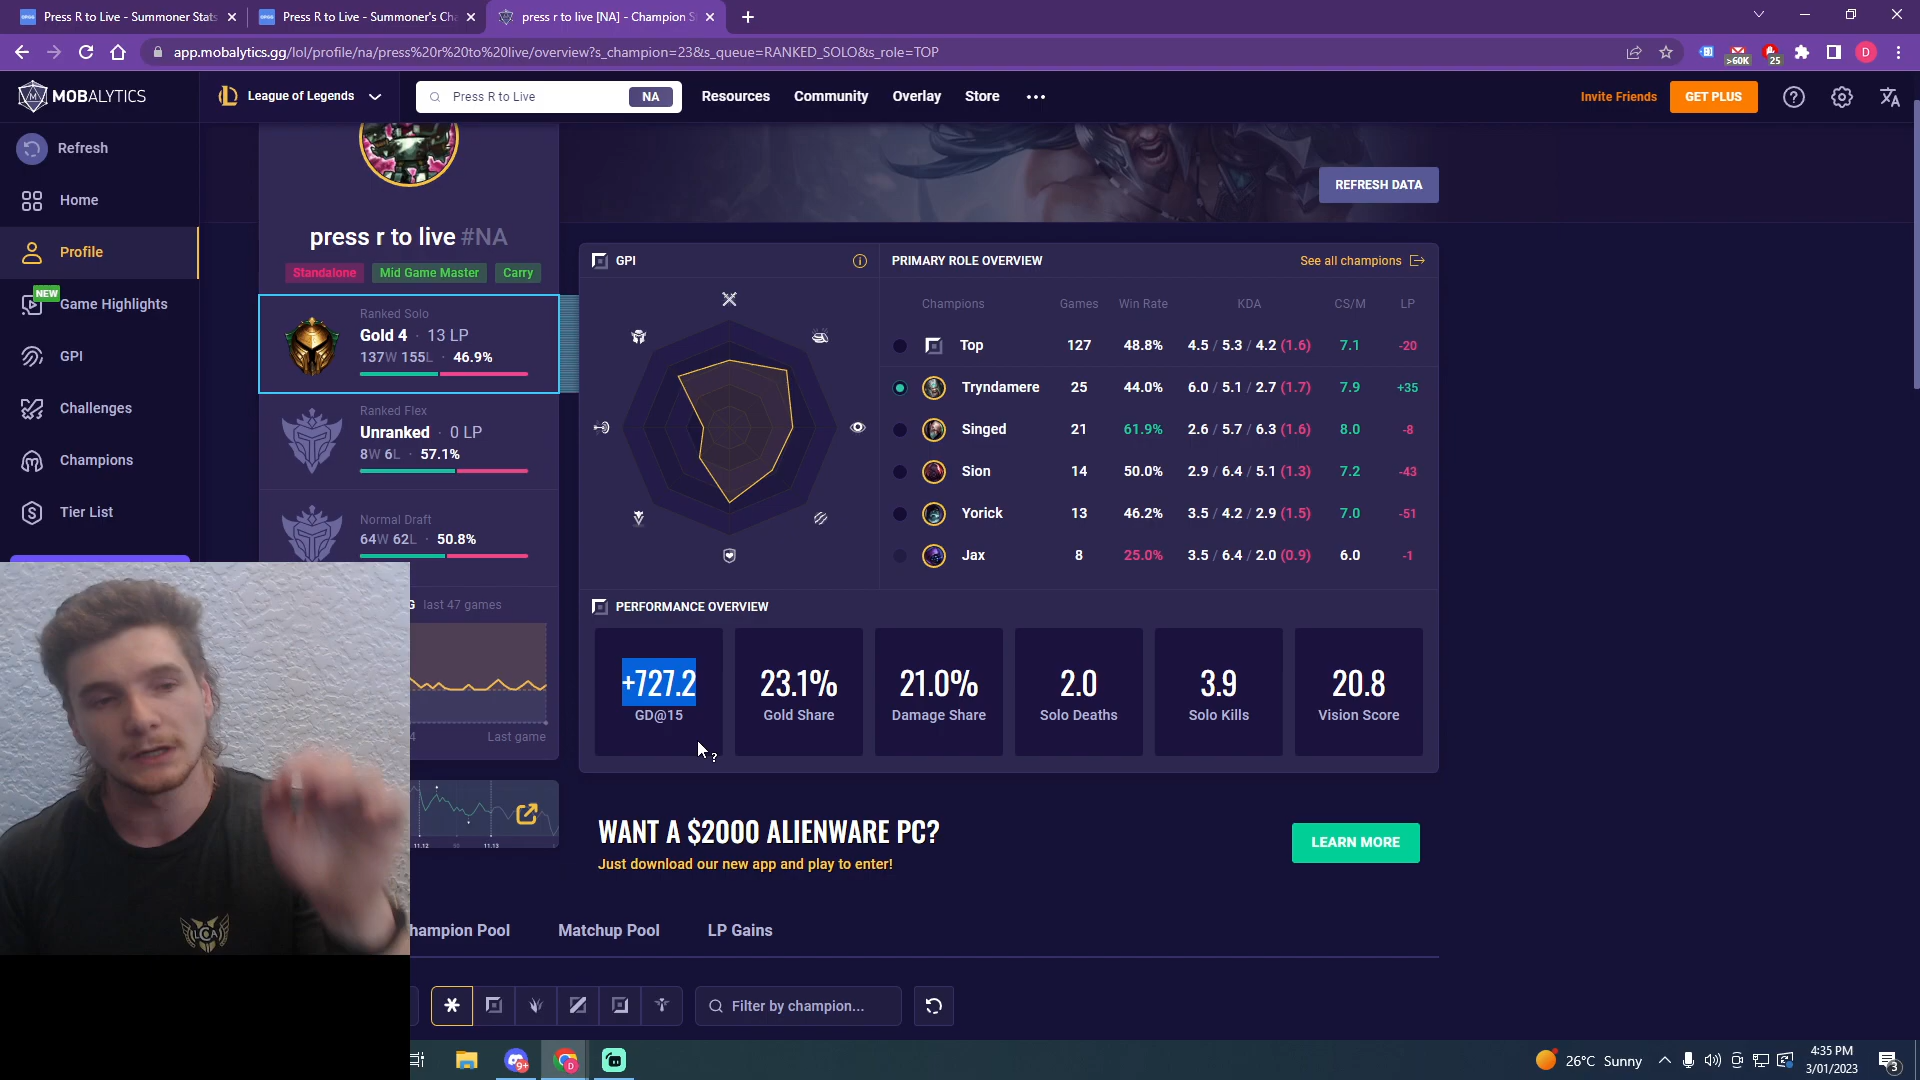 Press R to Live - Summoner Stats
Press R to Live - Summoner's Ch
press r to live [NA] - Champion S
app.mobalytics.gg/lol/profile/na/press%20r%20to%20live/overview?s_champion=23&s_queue=RANKED_SOLO&s_role=TOP
>60K
25
D
MOBALYTICS
League of Legends
Press R to Live
NA
Resources
Community
Overlay
Store
Invite Friends
GET PLUS
Refresh
Home
Profile
NEW
Game Highlights
GPI
Challenges
Champions
Tier List
REFRESH DATA
press r to live #NA
Standalone
Mid Game Master
Carry
Ranked Solo
Gold 4 · 13 LP
137W 155L · 46.9%
Ranked Flex
Unranked · 0 LP
8W 6L · 57.1%
Normal Draft
64W 62L · 50.8%
G last 47 games
4
Last game
11.12
11.13
GPI
PRIMARY ROLE OVERVIEW
See all champions
Champions Games Win Rate KDA CS/M LP
Top 127 48.8% 4.5 / 5.3 / 4.2 (1.6) 7.1 -20
Tryndamere 25 44.0% 6.0 / 5.1 / 2.7 (1.7) 7.9 +35
Singed 21 61.9% 2.6 / 5.7 / 6.3 (1.6) 8.0 -8
Sion 14 50.0% 2.9 / 6.4 / 5.1 (1.3) 7.2 -43
Yorick 13 46.2% 3.5 / 4.2 / 2.9 (1.5) 7.0 -51
Jax 8 25.0% 3.5 / 6.4 / 2.0 (0.9) 6.0 -1
PERFORMANCE OVERVIEW
+727.2
GD@15
23.1%
Gold Share
21.0%
Damage Share
2.0
Solo Deaths
3.9
Solo Kills
20.8
Vision Score
WANT A $2000 ALIENWARE PC?
Just download our new app and play to enter!
LEARN MORE
hampion Pool
Matchup Pool
LP Gains
Filter by champion...
LCA
9+
D
26°C Sunny
4:35 PM
3/01/2023
3